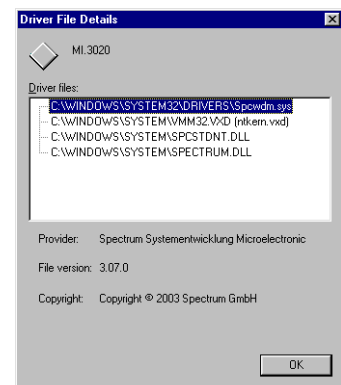 Driver File Details
MI.3020
Driver files:
C:\WINDOWS\SYSTEM32\DRIVERS\Spcwdm.sys
C:\WINDOWS\SYSTEM\VMM32.VXD (ntkern.vxd)
C:\WINDOWS\SYSTEM\SPCSTDNT.DLL
C:\WINDOWS\SYSTEM\SPECTRUM.DLL
Provider: Spectrum Systementwicklung Microelectronic
File version: 3.07.0
Copyright: Copyright © 2003 Spectrum GmbH
OK